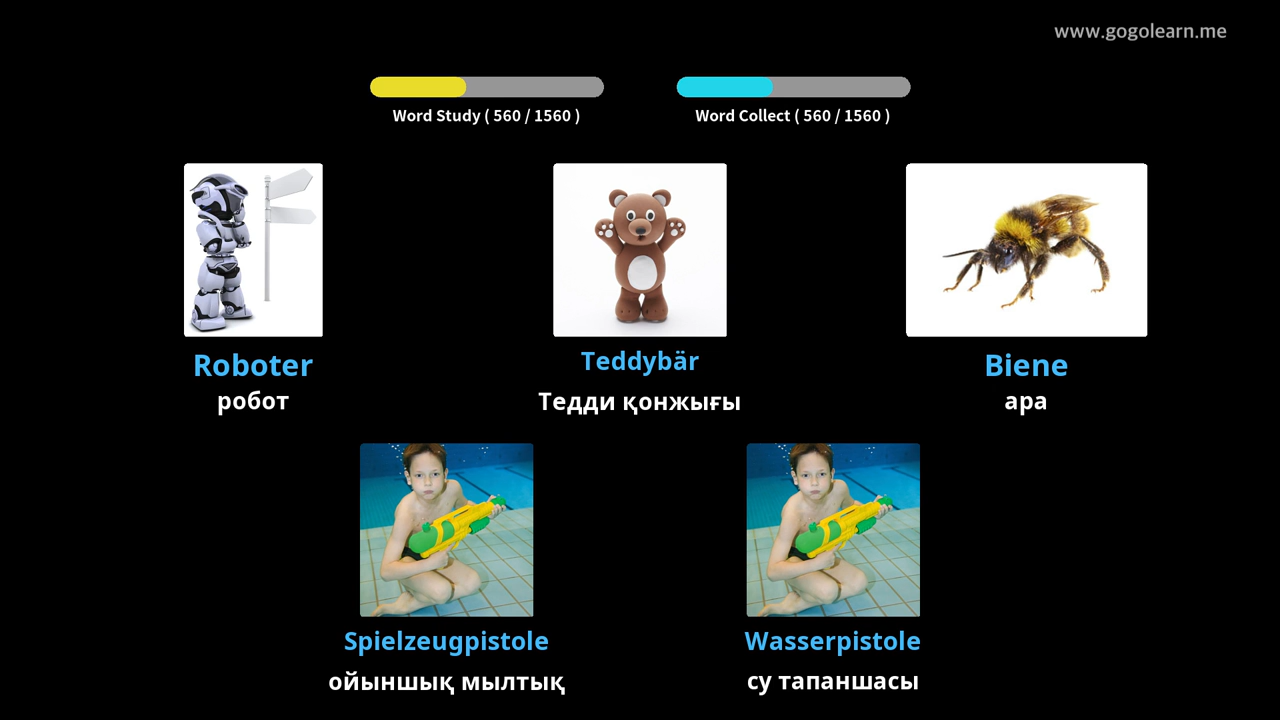 www.gogolearn.me
Word Study ( 560 / 1560 )
Word Collect ( 560 / 1560 )
Roboter
робот
Teddybär
Тедди қонжығы
Biene
ара
Spielzeugpistole
ойыншық мылтық
Wasserpistole
су тапаншасы